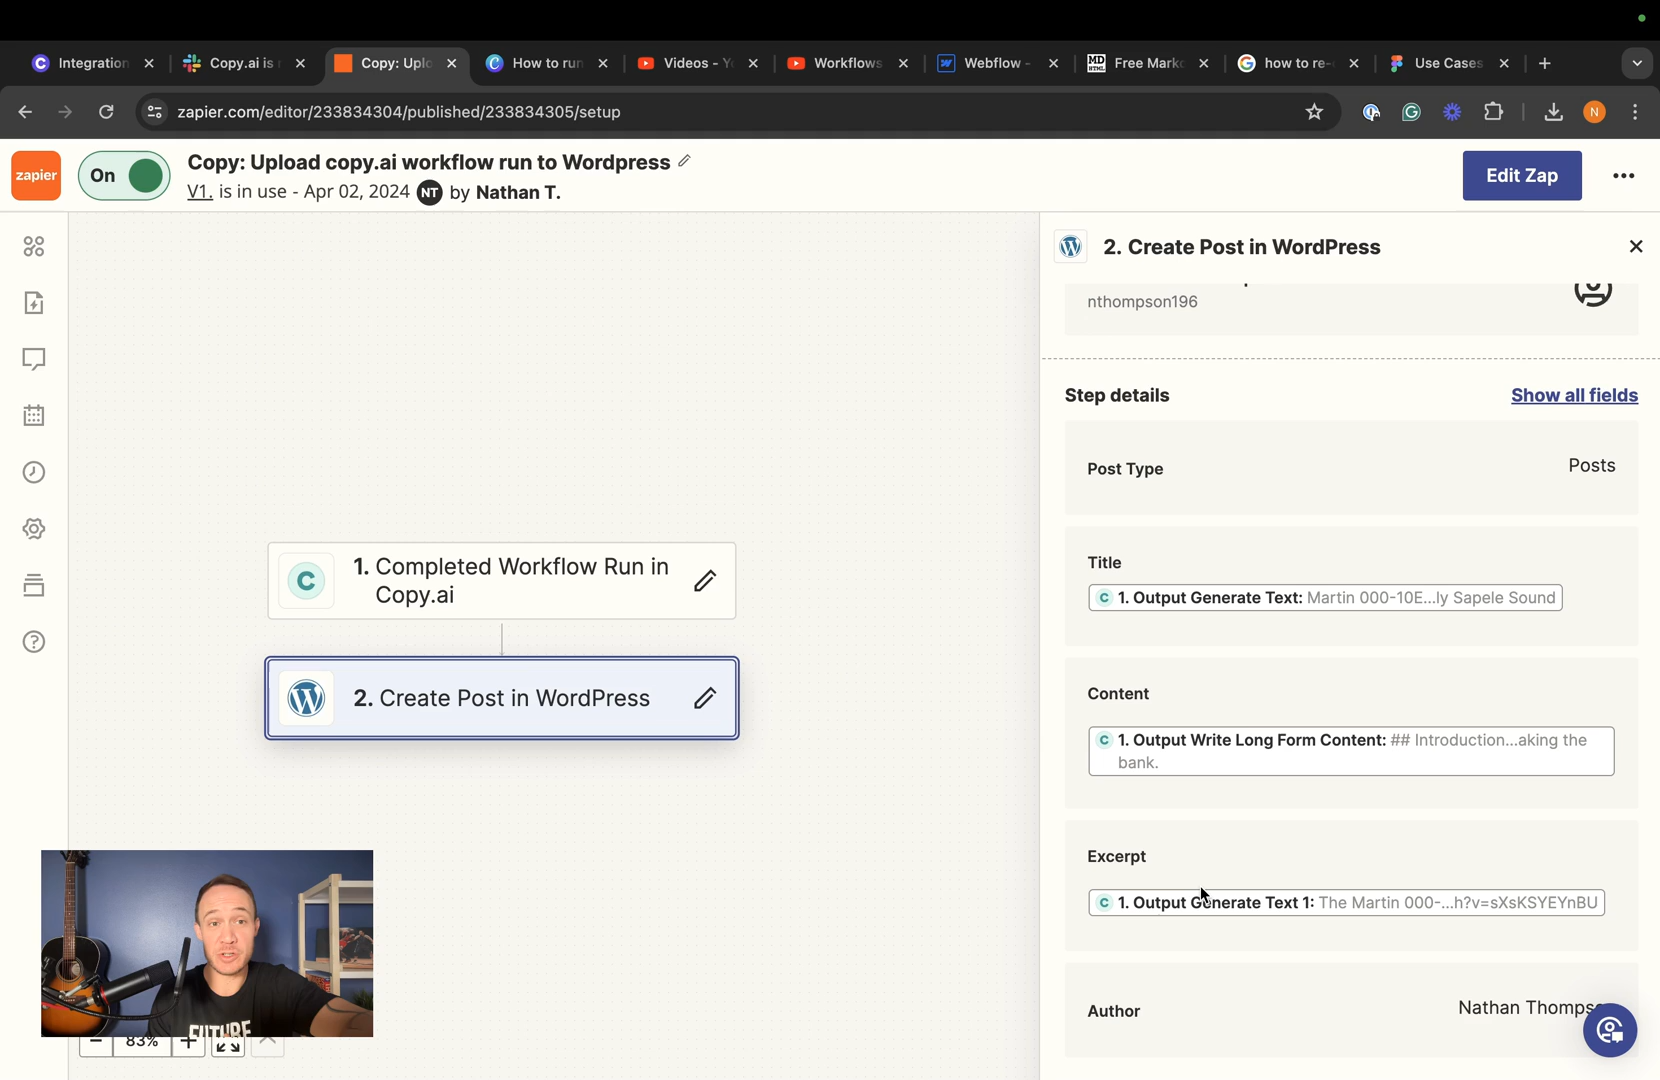 Integration
Copy.ai is
Copy: Uplo
How to run
Videos - Y
Workflows
Webflow -
Free Mark
how to re-
Use Cases
zapier.com/editor/233834304/published/233834305/setup
N
zapier
On
Copy: Upload copy.ai workflow run to Wordpress
V1. is in use - Apr 02, 2024 NT by Nathan T.
Edit Zap
2. Create Post in WordPress
nthompson196
Step details
Show all fields
Post Type
Posts
Title
1. Output Generate Text: Martin 000-10E...ly Sapele Sound
Content
1. Output Write Long Form Content: ## Introduction...aking the
bank.
Excerpt
1. Output Generate Text 1: The Martin 000-...h?v=sXsKSYEYnBU
Author
Nathan Thomps
1. Completed Workflow Run in
Copy.ai
2. Create Post in WordPress
FUTURE
83%